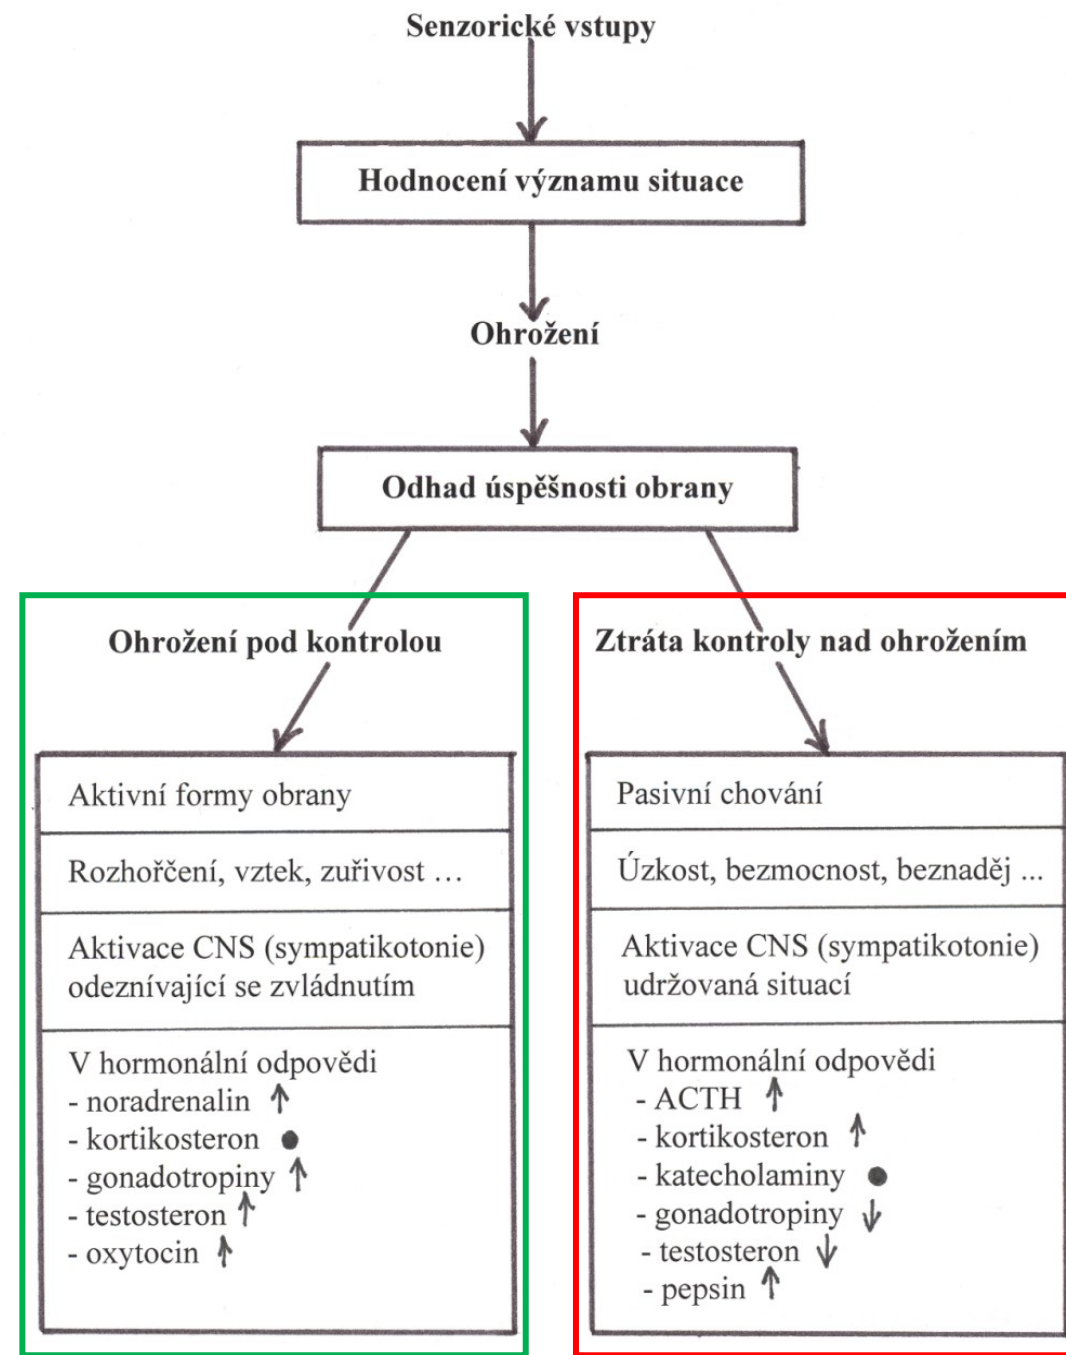 Senzorické vstupy
Hodnocení významu situace
Ohrožení
Odhad úspěšnosti obrany
Ohrožení pod kontrolou
Aktivní formy obrany
Rozhořčení, vztek, zuřivost ...
Aktivace CNS (sympatikotonie)
odeznívající se zvládnutím
V hormonální odpovědi
- noradrenalin ↑
- kortikosteron ●
- gonadotropiny ↑
- testosteron ↑
- oxytocin ↑
Ztráta kontroly nad ohrožením
Pasivní chování
Úzkost, bezmocnost, beznaděj ...
Aktivace CNS (sympatikotonie)
udržovaná situací
V hormonální odpovědi
- ACTH ↑
- kortikosteron ↑
- katecholaminy ●
- gonadotropiny ↓
- testosteron ↓
- pepsin ↑